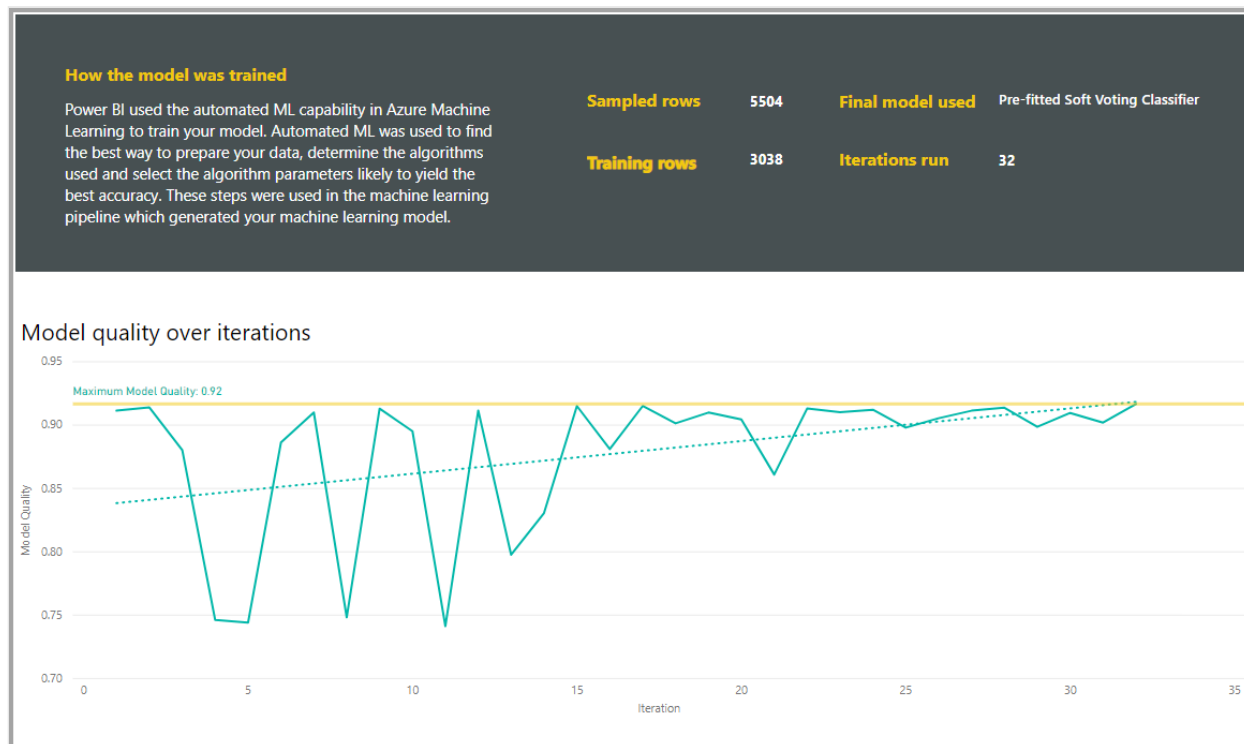 How the model was trained
Power BI used the automated ML capability in Azure Machine
Learning to train your model. Automated ML was used to find
the best way to prepare your data, determine the algorithms
used and select the algorithm parameters likely to yield the
best accuracy. These steps were used in the machine learning
pipeline which generated your machine learning model.
Sampled rows 5504 Final model used Pre-fitted Soft Voting Classifier
Training rows 3038 Iterations run 32
Model quality over iterations
0.95
Maximum Model Quality: 0.92
0.90
0.85
Model Quality
0.80
0.75
0.70
0 5 10 15 20 25 30 35
Iteration